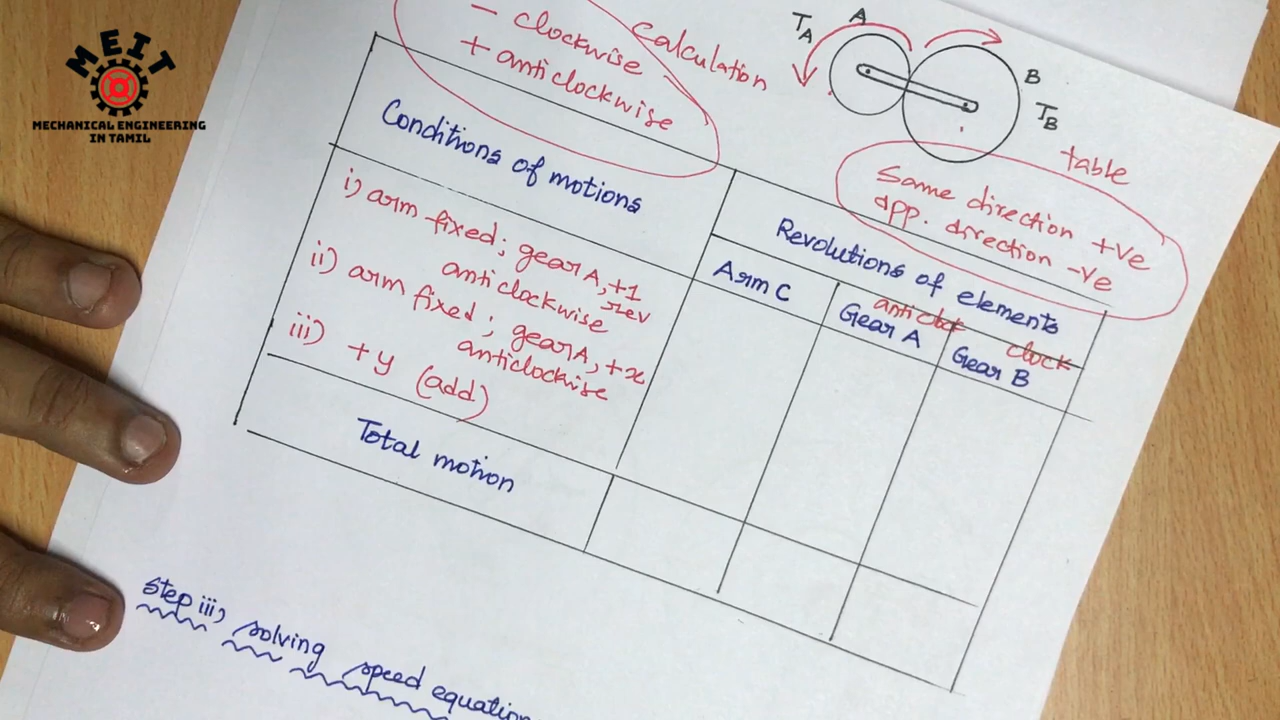 MEIT
MECHANICAL ENGINEERING
IN TAMIL
- clockwise
+ anticlockwise
calculation
TA
A
B
TB
table
Same direction +ve
opp. direction -ve
Conditions of motions
Revolutions of elements
Arm C
Gear A
anticlock
Gear B
clock
i) arm fixed; gear A, +1 rev
anticlockwise
ii) arm fixed; gear A, +x
anticlockwise
iii) +y (add)
Total motion
Step iii, solving speed equation